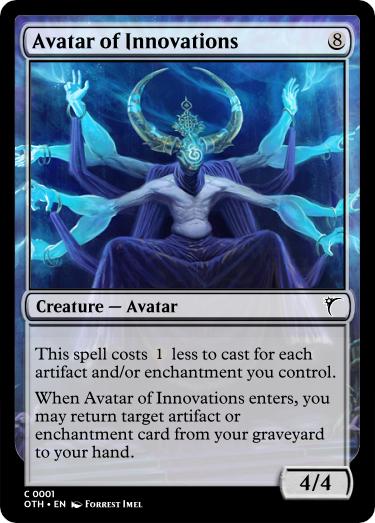 Avatar of Innovations 8
Creature — Avatar
This spell costs 1 less to cast for each
artifact and/or enchantment you control.
When Avatar of Innovations enters, you
may return target artifact or
enchantment card from your graveyard
to your hand.
4/4
C 0001
OTH • EN Forrest Imel